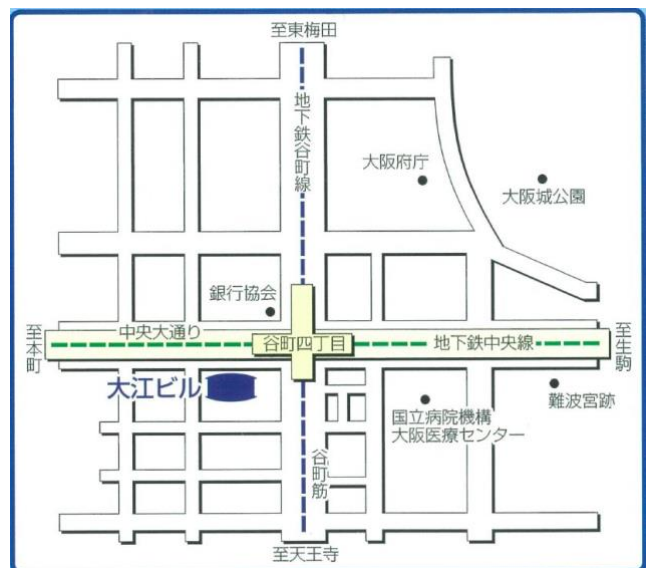 至東梅田
地下鉄谷町線
大阪府庁
大阪城公園
銀行協会
中央大通り
谷町四丁目
地下鉄中央線
至本町
至生駒
大江ビル
国立病院機構
大阪医療センター
難波宮跡
谷町筋
至天王寺